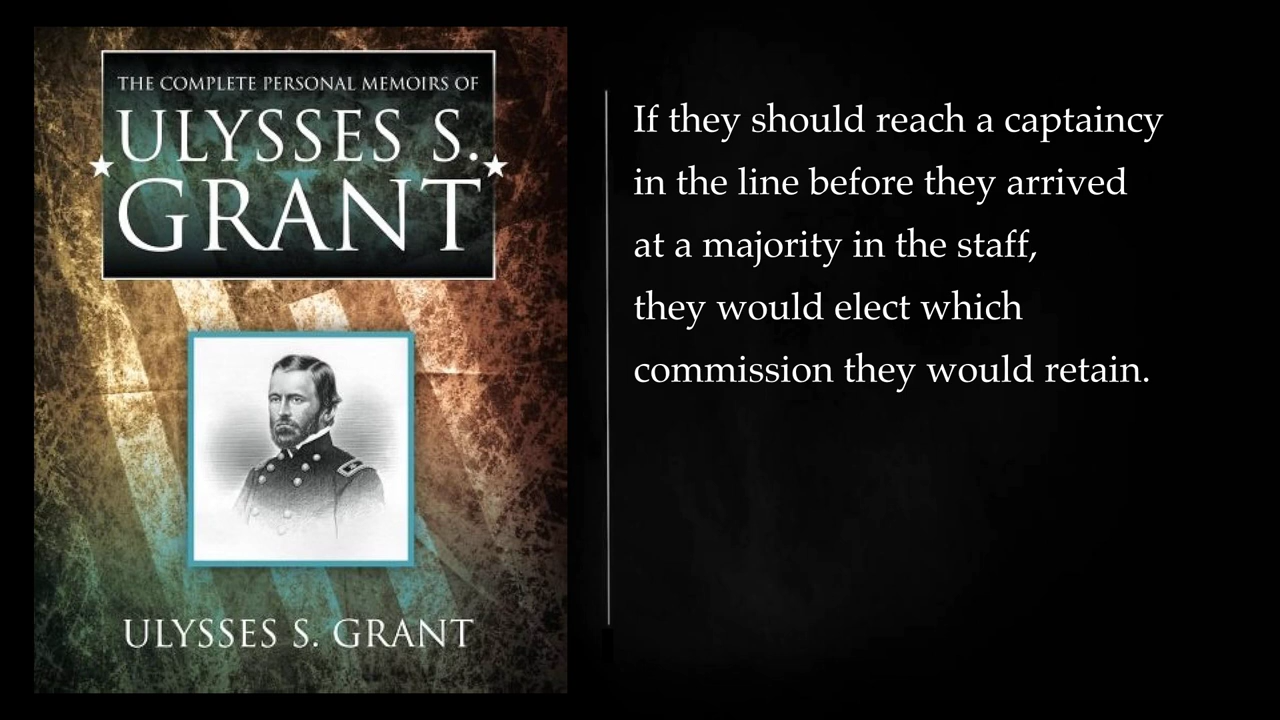 THE COMPLETE PERSONAL MEMOIRS OF
ULYSSES S.
GRANT
ULYSSES S. GRANT
If they should reach a captaincy
in the line before they arrived
at a majority in the staff,
they would elect which
commission they would retain.